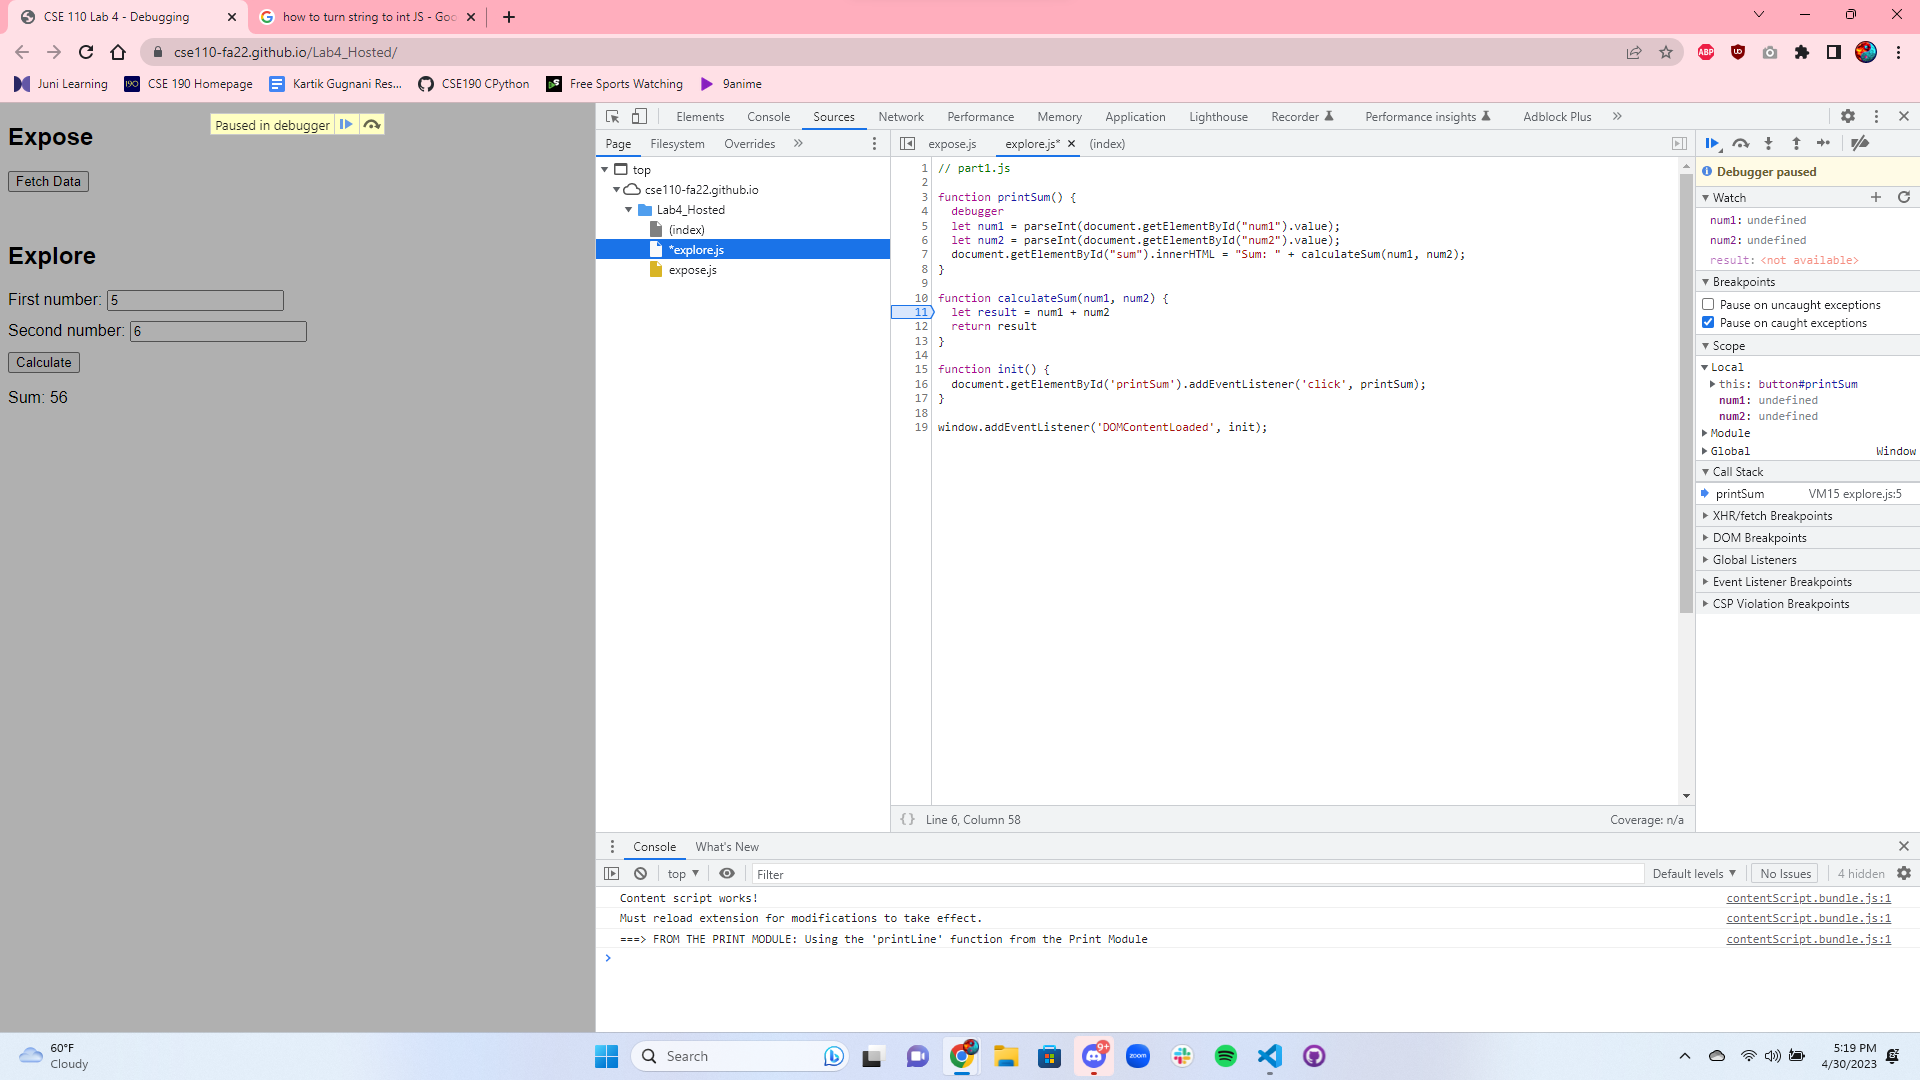 CSE 110 Lab 4 - Debugging
how to turn string to int JS - Goo
cse110-fa22.github.io/Lab4_Hosted/
Juni Learning
CSE 190 Homepage
Kartik Gugnani Res...
CSE190 CPython
Free Sports Watching
9anime
Paused in debugger
Expose
Fetch Data
Explore
First number: 5
Second number: 6
Calculate
Sum: 56
Elements Console Sources Network Performance Memory Application Lighthouse Recorder Performance insights Adblock Plus
Page Filesystem Overrides
top
cse110-fa22.github.io
Lab4_Hosted
(index)
*explore.js
expose.js
expose.js explore.js* (index)
1 // part1.js
2
3 function printSum() {
4 debugger
5 let num1 = parseInt(document.getElementById("num1").value);
6 let num2 = parseInt(document.getElementById("num2").value);
7 document.getElementById("sum").innerHTML = "Sum: " + calculateSum(num1, num2);
8 }
9
10 function calculateSum(num1, num2) {
11 let result = num1 + num2
12 return result
13 }
14
15 function init() {
16 document.getElementById('printSum').addEventListener('click', printSum);
17 }
18
19 window.addEventListener('DOMContentLoaded', init);
{} Line 6, Column 58
Coverage: n/a
Debugger paused
Watch
num1: undefined
num2: undefined
result: <not available>
Breakpoints
Pause on uncaught exceptions
Pause on caught exceptions
Scope
Local
this: button#printSum
num1: undefined
num2: undefined
Module
Global Window
Call Stack
printSum VM15 explore.js:5
XHR/fetch Breakpoints
DOM Breakpoints
Global Listeners
Event Listener Breakpoints
CSP Violation Breakpoints
Console What's New
top Filter Default levels No Issues 4 hidden
Content script works! contentScript.bundle.js:1
Must reload extension for modifications to take effect. contentScript.bundle.js:1
===> FROM THE PRINT MODULE: Using the 'printLine' function from the Print Module contentScript.bundle.js:1
60°F
Cloudy
Search
9+
zoom
5:19 PM
4/30/2023